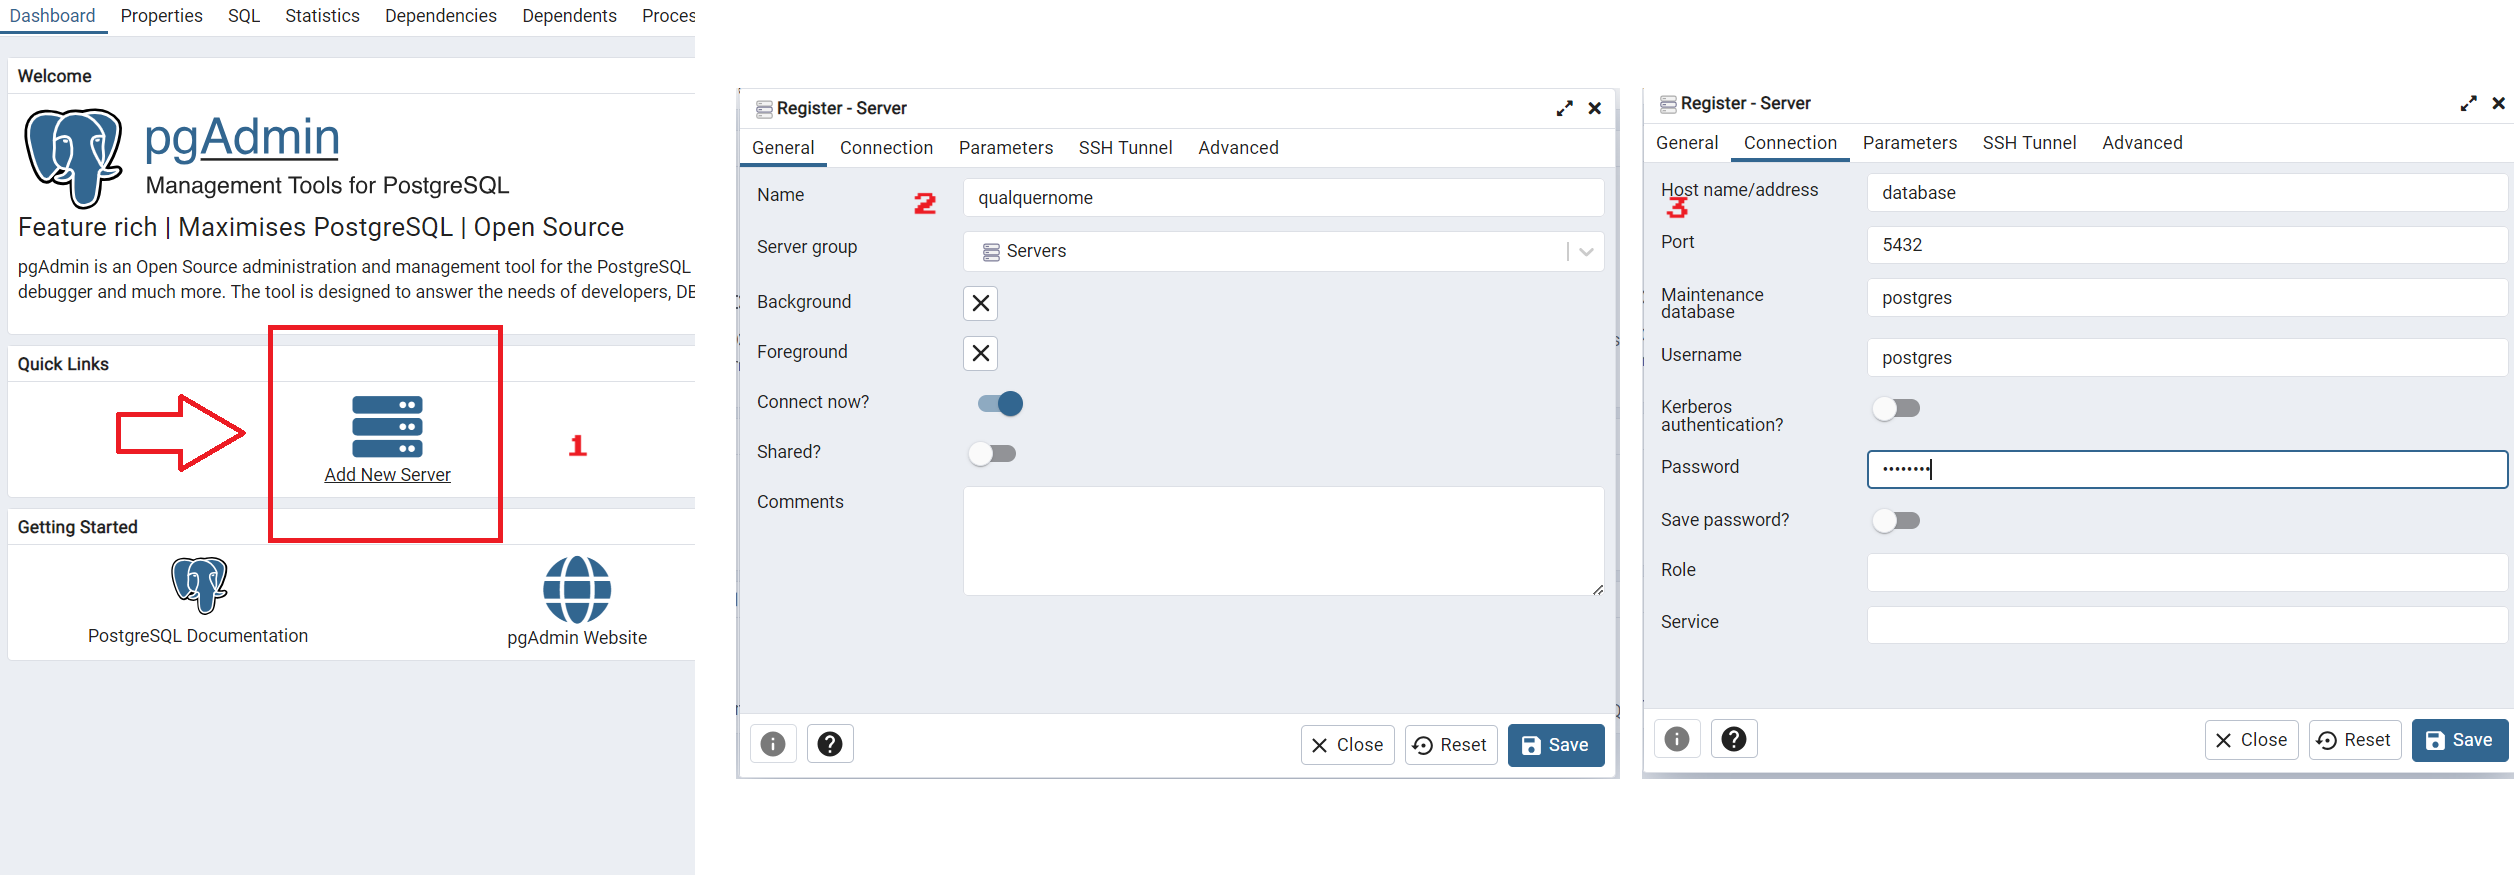 Dashboard Properties SQL Statistics Dependencies Dependents Proces
Welcome
pgAdmin
Management Tools for PostgreSQL
Feature rich | Maximises PostgreSQL | Open Source
pgAdmin is an Open Source administration and management tool for the PostgreSQL
debugger and much more. The tool is designed to answer the needs of developers, DB
Quick Links
Add New Server
1
Getting Started
PostgreSQL Documentation
pgAdmin Website
Register - Server
General Connection Parameters SSH Tunnel Advanced
Name 2 qualquernome
Server group Servers
Background
Foreground
Connect now?
Shared?
Comments
Close Reset Save
Register - Server
General Connection Parameters SSH Tunnel Advanced
Host name/address database
3
Port 5432
Maintenance
database
postgres
Username postgres
Kerberos
authentication?
Password ••••••••
Save password?
Role
Service
Close Reset Save